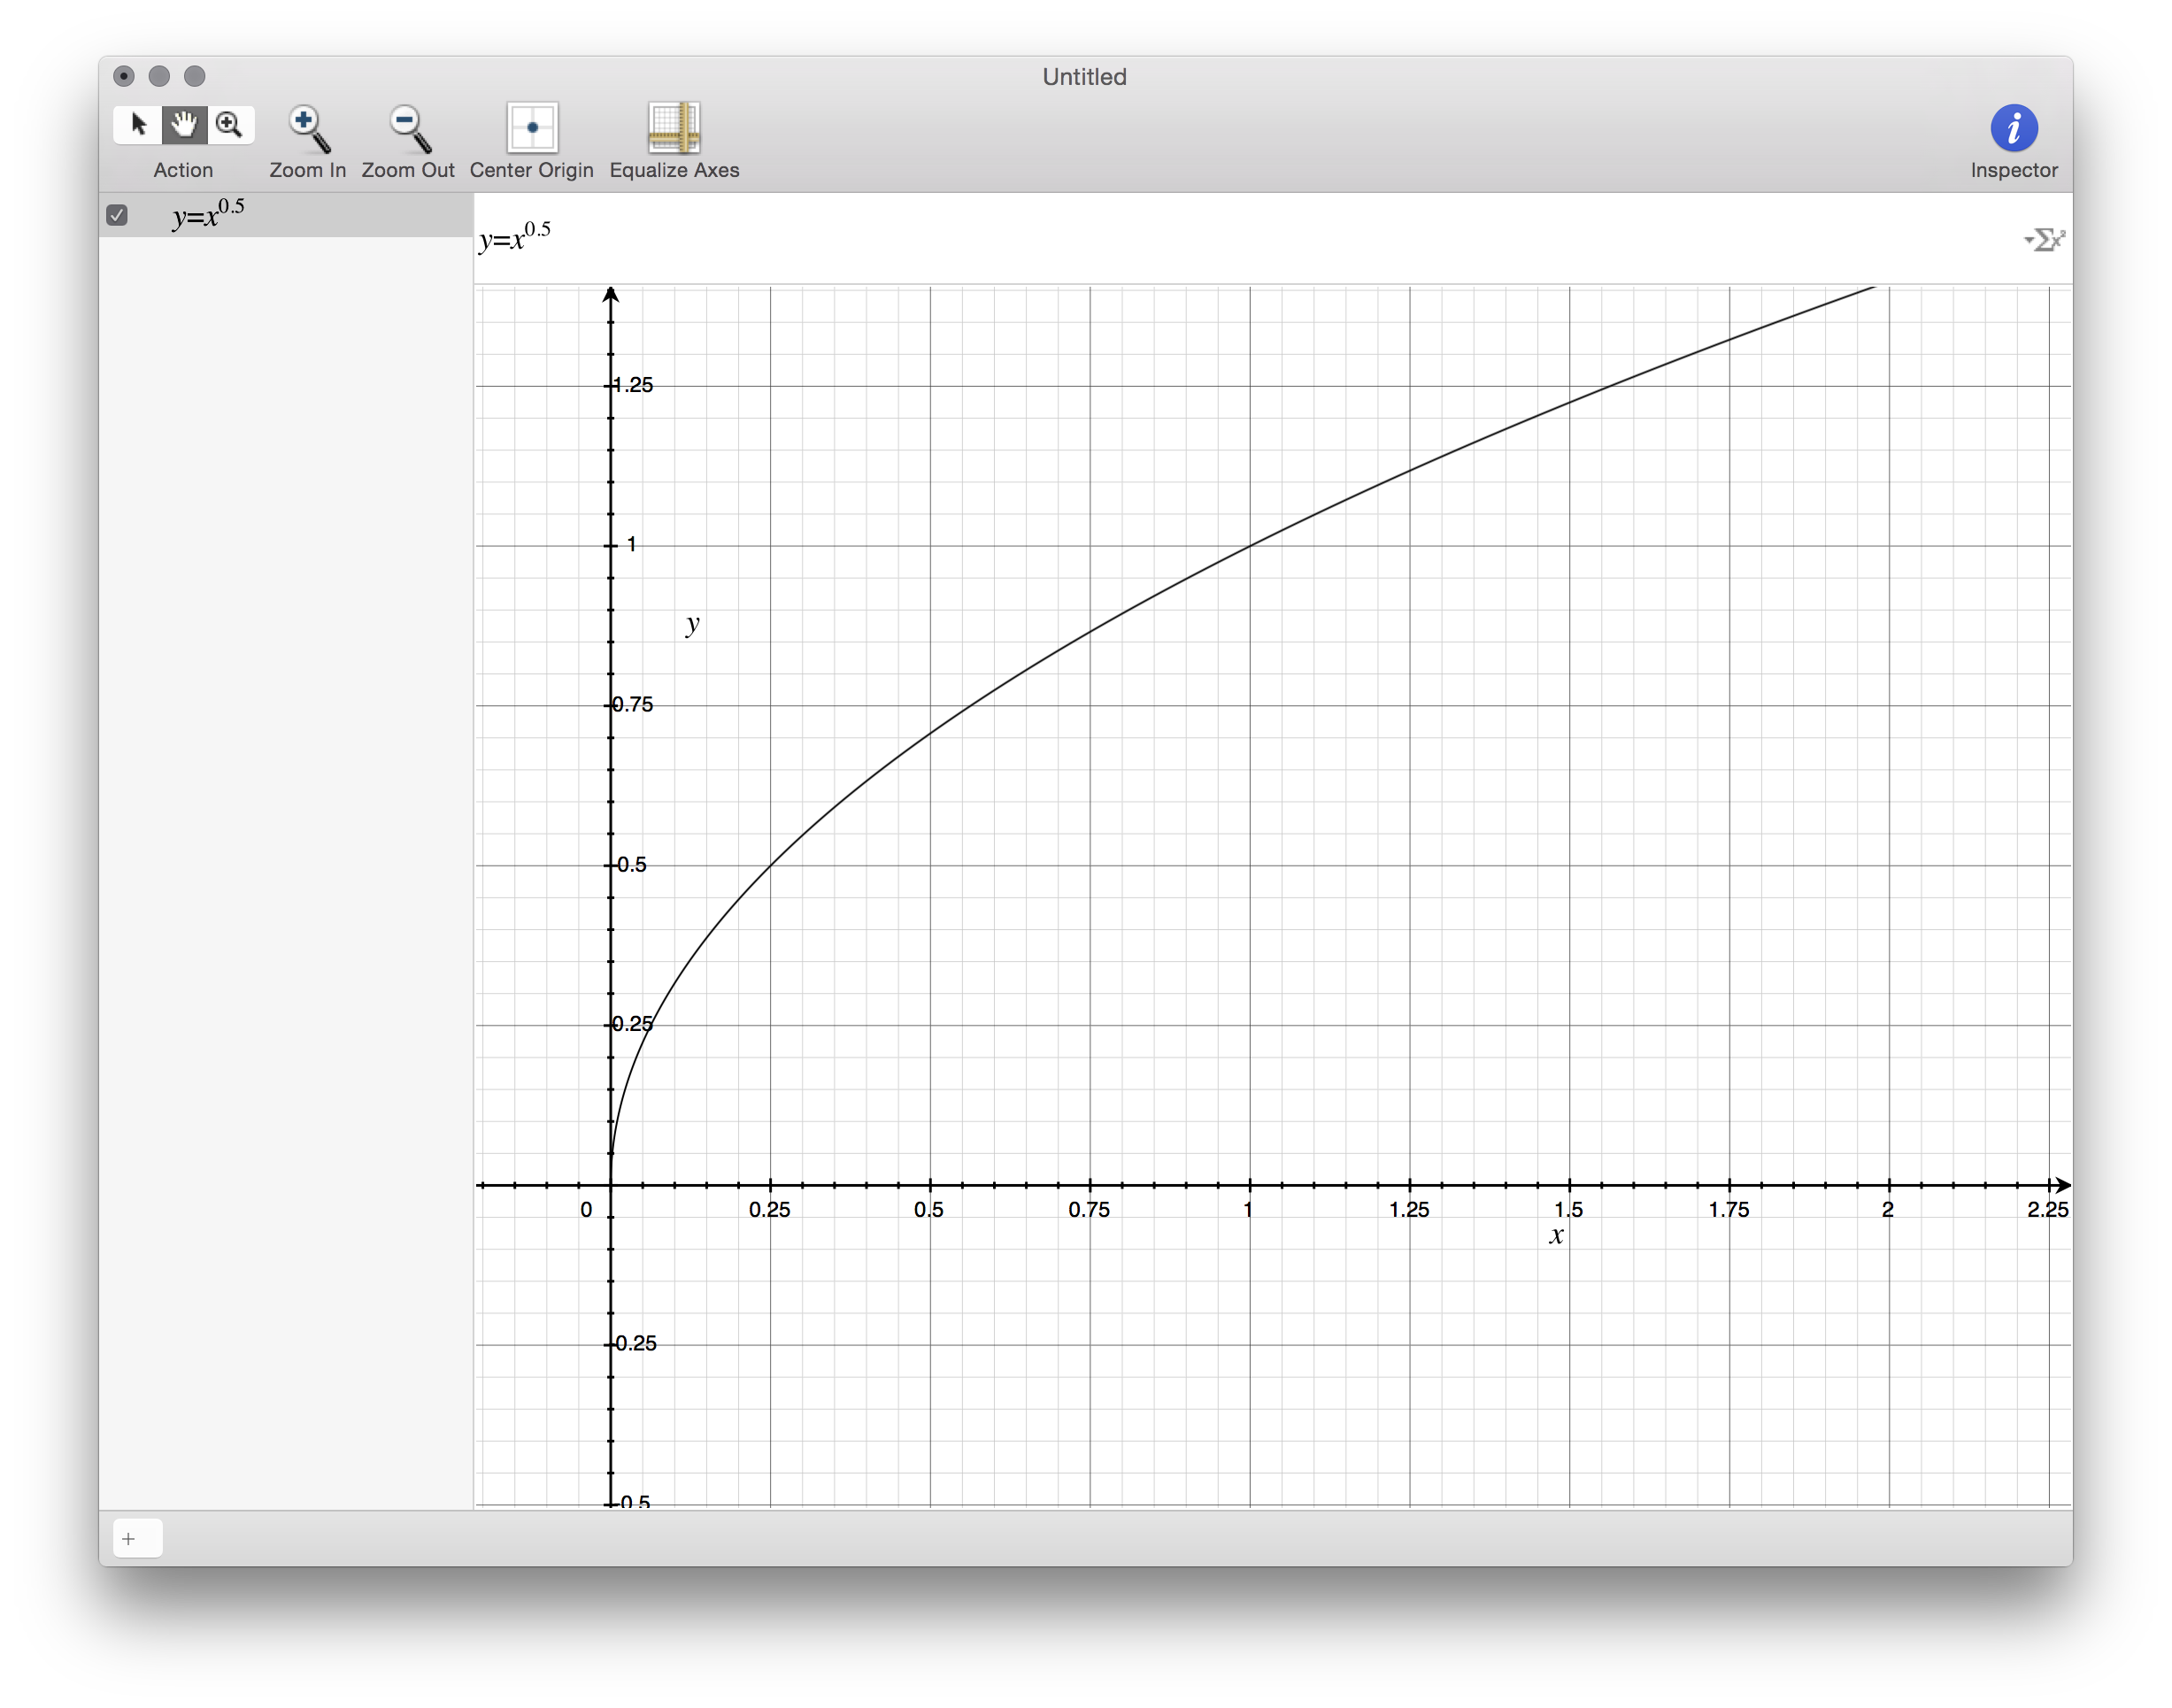 Untitled
Action Zoom In Zoom Out Center Origin Equalize Axes Inspector
y=x^0.5
y=x^0.5
Σx²
1.25
1
y
0.75
0.5
0.25
0 0.25 0.5 0.75 1 1.25 1.5 1.75 2 2.25
x
-0.25
-0.5
+